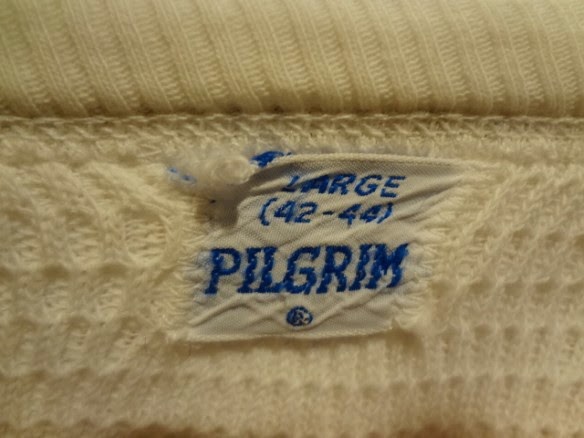 LARGE
(42-44)
PILGRIM
®